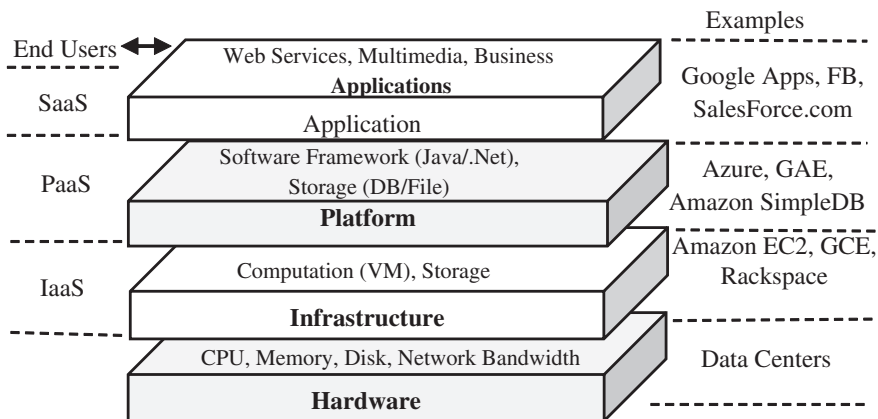 Examples
End Users
Web Services, Multimedia, Business
Applications
Application
SaaS
Google Apps, FB,
SalesForce.com
Software Framework (Java/.Net),
Storage (DB/File)
Platform
PaaS
Azure, GAE,
Amazon SimpleDB
Computation (VM), Storage
Infrastructure
IaaS
Amazon EC2, GCE,
Rackspace
CPU, Memory, Disk, Network Bandwidth
Hardware
Data Centers